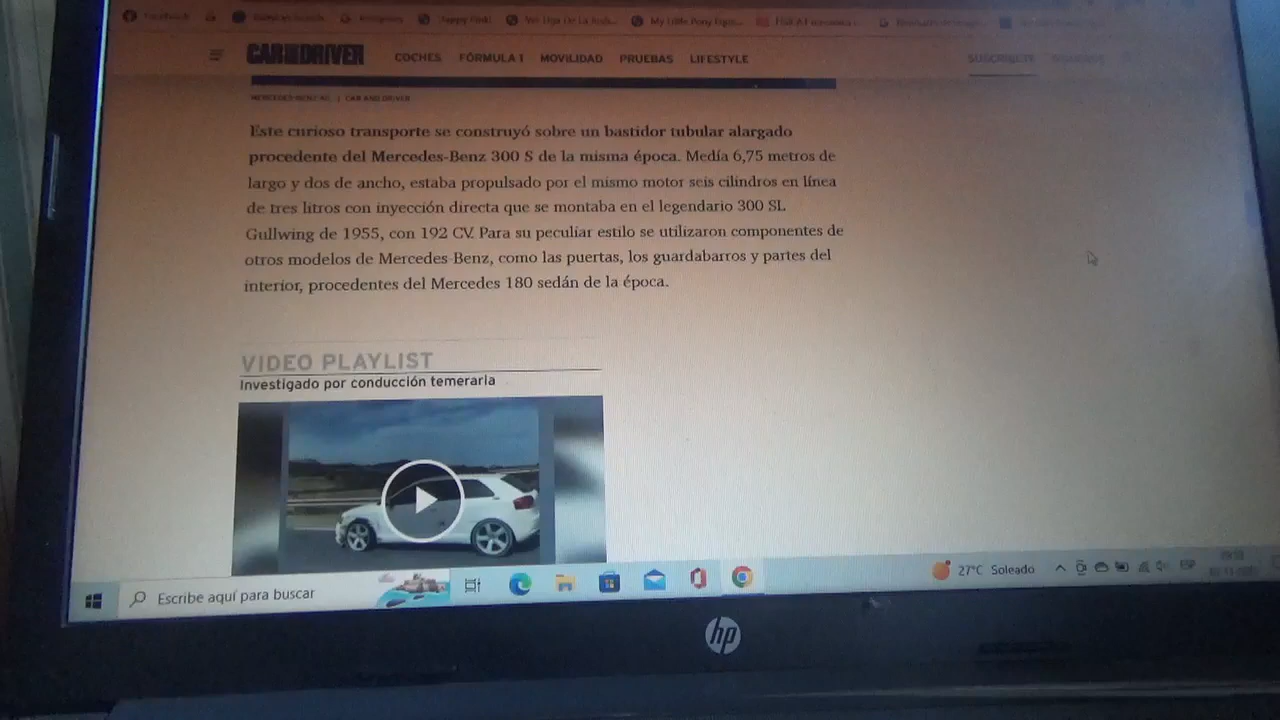 Facebook
My Little Pony
CAR AND DRIVER
COCHES FÓRMULA 1 MOVILIDAD PRUEBAS LIFESTYLE SUSCRÍBETE
MERCEDES-BENZ AG | CAR AND DRIVER
Este curioso transporte se construyó sobre un bastidor tubular alargado
procedente del Mercedes-Benz 300 S de la misma época. Medía 6,75 metros de
largo y dos de ancho, estaba propulsado por el mismo motor seis cilindros en línea
de tres litros con inyección directa que se montaba en el legendario 300 SL
Gullwing de 1955, con 192 CV. Para su peculiar estilo se utilizaron componentes de
otros modelos de Mercedes-Benz, como las puertas, los guardabarros y partes del
interior, procedentes del Mercedes 180 sedán de la época.
VIDEO PLAYLIST
Investigado por conducción temeraria
Escribe aquí para buscar
27°C Soleado
hp